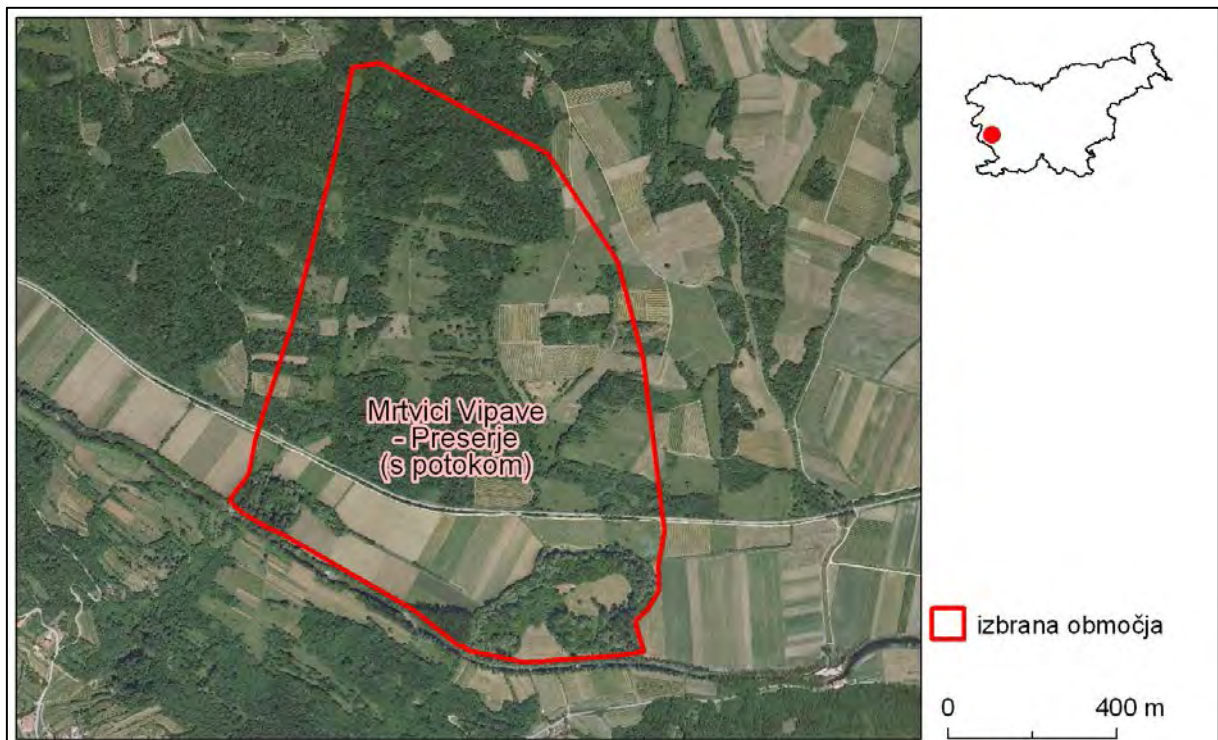 Mrtvici Vipave
- Preserje
(s potokom)
izbrana območja
0 400 m